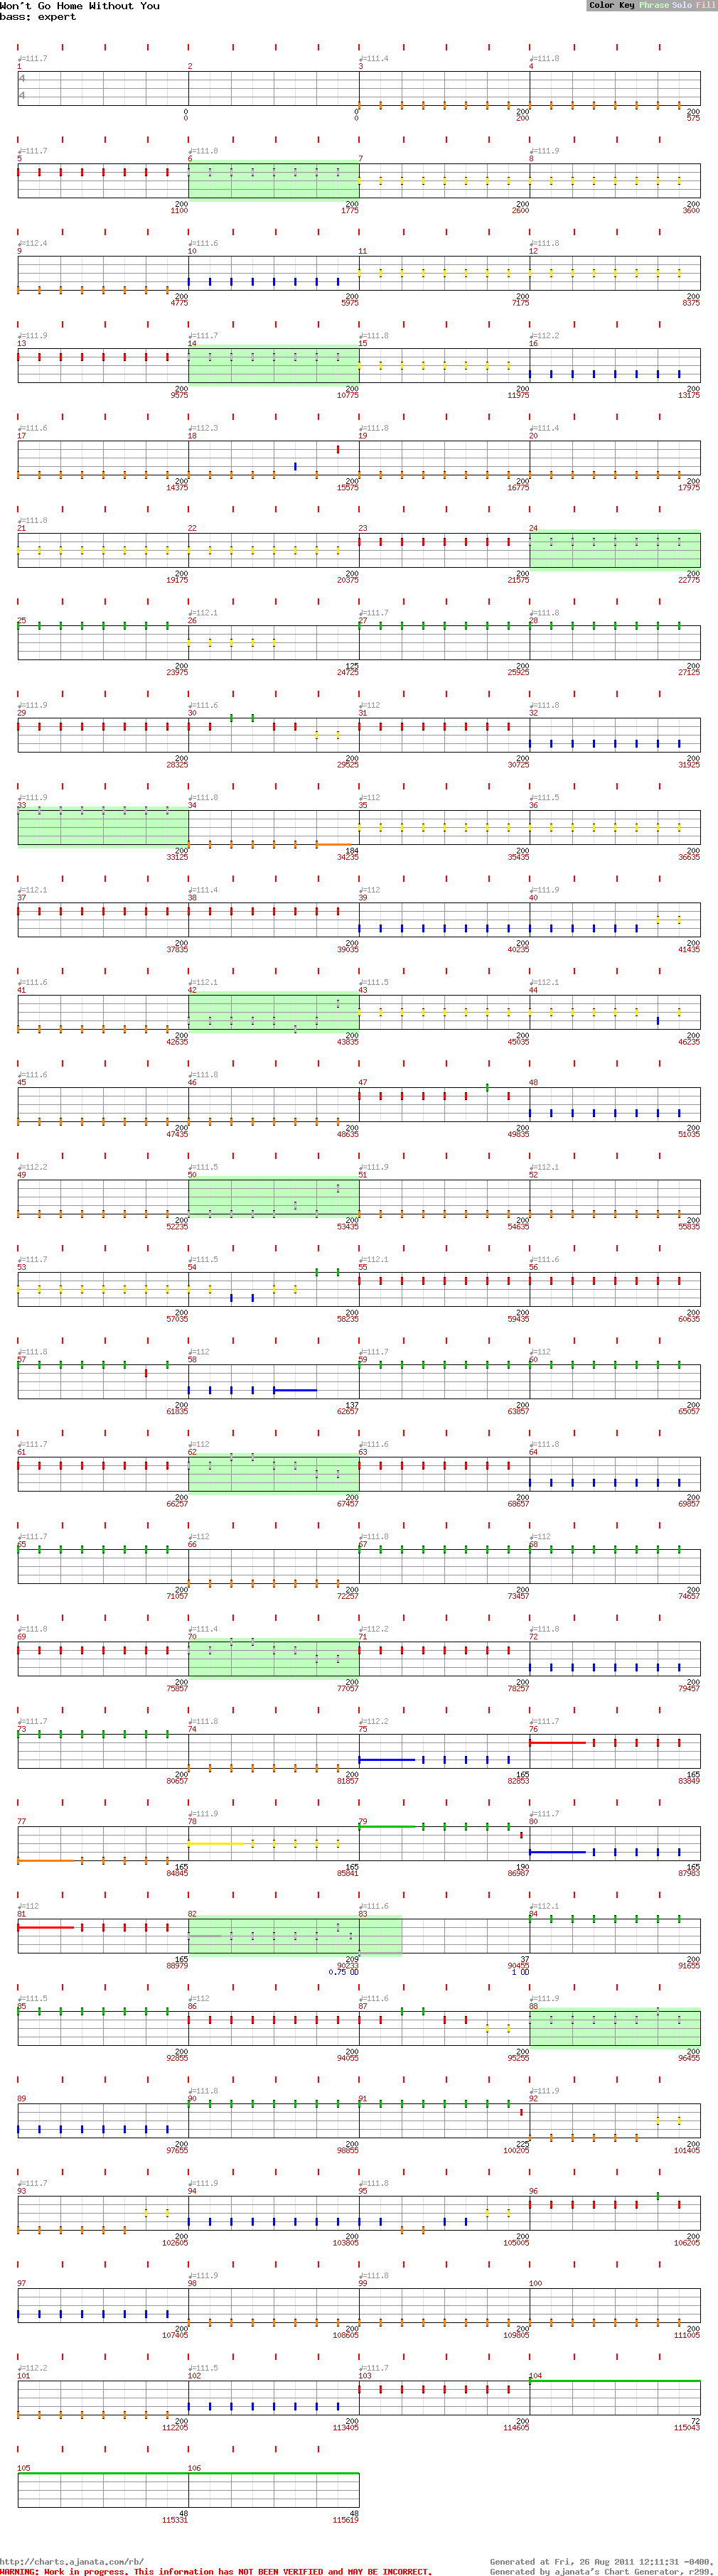 Won't Go Home Without You
bass: expert
Color Key Phrase Solo Fill
♩=111.7 ♩=111.4 ♩=111.8
1 2 3 4
4
4
0 0 200 200
0 0 200 575
♩=111.7 ♩=111.8 ♩=111.9
5 6 7 8
200 200 200 200
1100 1775 2600 3600
♩=112.4 ♩=111.6 ♩=111.8
9 10 11 12
200 200 200 200
4775 5975 7175 8375
♩=111.9 ♩=111.7 ♩=111.8 ♩=112.2
13 14 15 16
200 200 200 200
9575 10775 11975 13175
♩=111.6 ♩=112.3 ♩=111.8 ♩=111.4
17 18 19 20
200 200 200 200
14375 15575 16775 17975
♩=111.8
21 22 23 24
200 200 200 200
19175 20375 21575 22775
♩=112.1 ♩=111.7 ♩=111.8
25 26 27 28
200 125 200 200
23975 24725 25925 27125
♩=111.9 ♩=111.6 ♩=112 ♩=111.8
29 30 31 32
200 200 200 200
28325 29525 30725 31925
♩=111.9 ♩=111.8 ♩=112 ♩=111.5
33 34 35 36
200 184 200 200
33125 34235 35435 36635
♩=112.1 ♩=111.4 ♩=112 ♩=111.9
37 38 39 40
200 200 200 200
37835 39035 40235 41435
♩=111.6 ♩=112.1 ♩=111.5 ♩=112.1
41 42 43 44
200 200 200 200
42635 43835 45035 46235
♩=111.6 ♩=111.8
45 46 47 48
200 200 200 200
47435 48635 49835 51035
♩=112.2 ♩=111.5 ♩=111.9 ♩=112.1
49 50 51 52
200 200 200 200
52235 53435 54635 55835
♩=111.7 ♩=111.5 ♩=112.1 ♩=111.6
53 54 55 56
200 200 200 200
57035 58235 59435 60635
♩=111.8 ♩=112 ♩=111.7 ♩=112
57 58 59 60
200 137 200 200
61835 62657 63857 65057
♩=111.7 ♩=112 ♩=111.6 ♩=111.8
61 62 63 64
200 200 200 200
66257 67457 68657 69857
♩=111.7 ♩=112 ♩=111.8 ♩=112
65 66 67 68
200 200 200 200
71057 72257 73457 74657
♩=111.8 ♩=111.4 ♩=112.2 ♩=111.8
69 70 71 72
200 200 200 200
75857 77057 78257 79457
♩=111.7 ♩=111.8 ♩=112.2 ♩=111.7
73 74 75 76
200 200 165 165
80657 81857 82853 83849
♩=111.9 ♩=111.7
77 78 79 80
165 165 190 165
84845 85841 86987 87983
♩=112 ♩=111.6 ♩=112.1
81 82 83 84
165 209 37 200
88979 90233 90455 91655
0.75 OD 1 OD
♩=111.5 ♩=112 ♩=111.6 ♩=111.9
85 86 87 88
200 200 200 200
92855 94055 95255 96455
♩=111.8 ♩=111.9
89 90 91 92
200 200 225 200
97655 98855 100205 101405
♩=111.7 ♩=111.9 ♩=111.8
93 94 95 96
200 200 200 200
102605 103805 105005 106205
♩=111.9 ♩=111.8
97 98 99 100
200 200 200 200
107405 108605 109805 111005
♩=112.2 ♩=111.5 ♩=111.7
101 102 103 104
200 200 200 72
112205 113405 114605 115043
105 106
48 48
115331 115619
http://charts.ajanata.com/rb/
Generated at Fri, 26 Aug 2011 12:11:31 -0400.
WARNING: Work in progress. This information has NOT BEEN VERIFIED and MAY BE INCORRECT.
Generated by ajanata's Chart Generator, r299.